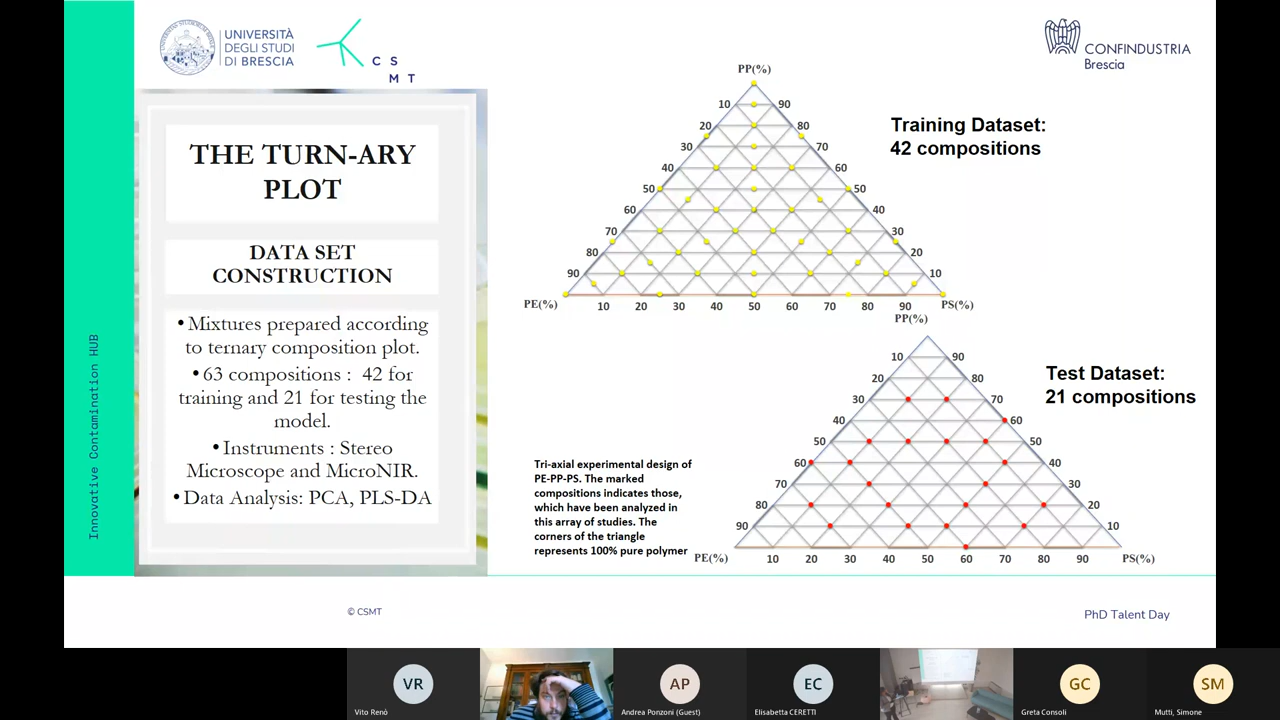 UNIVERSITÀ
DEGLI STUDI
DI BRESCIA
C S
M T
CONFINDUSTRIA
Brescia
Innovative Contamination HUB
THE TURN-ARY
PLOT
DATA SET
CONSTRUCTION
• Mixtures prepared according
to ternary composition plot.
• 63 compositions : 42 for
training and 21 for testing the
model.
• Instruments : Stereo
Microscope and MicroNIR.
• Data Analysis: PCA, PLS-DA
PP(%)
10 90
20 80
30 70
40 60
50 50
60 40
70 30
80 20
90 10
PE(%) PS(%)
10 20 30 40 50 60 70 80 90
Training Dataset:
42 compositions
PP(%)
10 90
20 80
30 70
40 60
50 50
60 40
70 30
80 20
90 10
PE(%) PS(%)
10 20 30 40 50 60 70 80 90
Test Dataset:
21 compositions
Tri-axial experimental design of
PE-PP-PS. The marked
compositions indicates those,
which have been analyzed in
this array of studies. The
corners of the triangle
represents 100% pure polymer
© CSMT
PhD Talent Day
VR
Vito Renò
AP
Andrea Ponzoni (Guest)
EC
Elisabetta CERETTI
GC
Greta Consoli
SM
Mutti, Simone